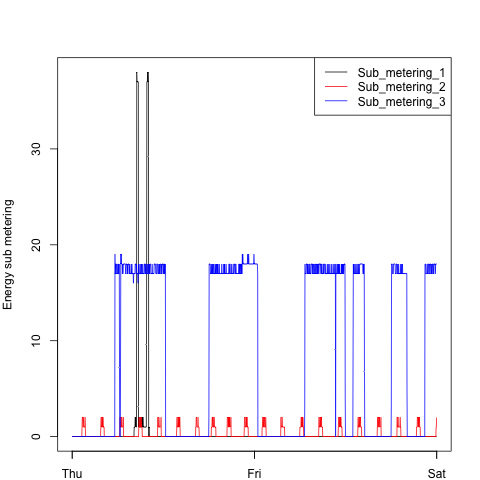 Sub_metering_1
Sub_metering_2
Sub_metering_3
Energy sub metering
30
20
10
0
Thu Fri Sat